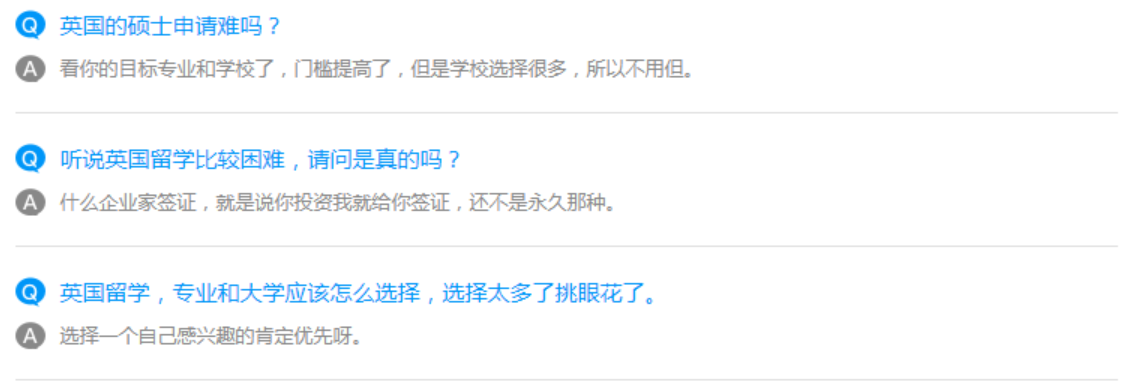 Q 英国的硕士申请难吗？
A 看你的目标专业和学校了，门槛提高了，但是学校选择很多，所以不用但。
Q 听说英国留学比较困难，请问是真的吗？
A 什么企业家签证，就是说你投资我就给你签证，还不是永久那种。
Q 英国留学，专业和大学应该怎么选择，选择太多了挑眼花了。
A 选择一个自己感兴趣的肯定优先呀。